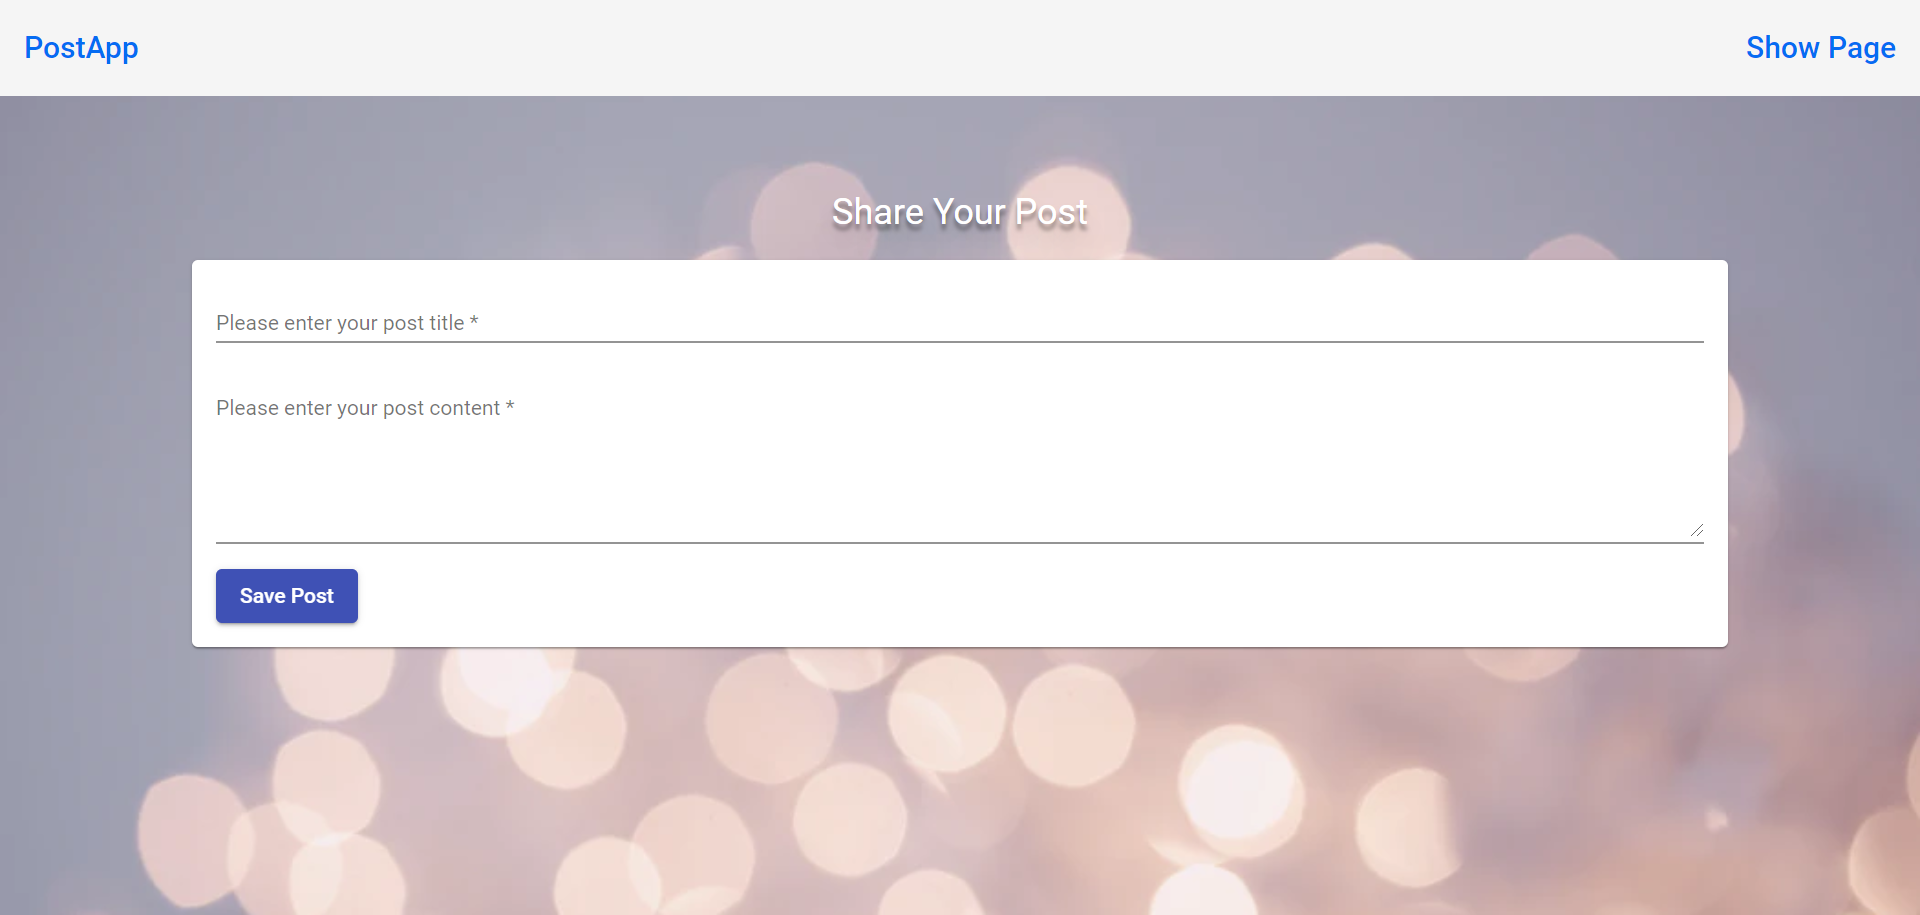 PostApp
Show Page
Share Your Post
Please enter your post title *
Please enter your post content *
Save Post